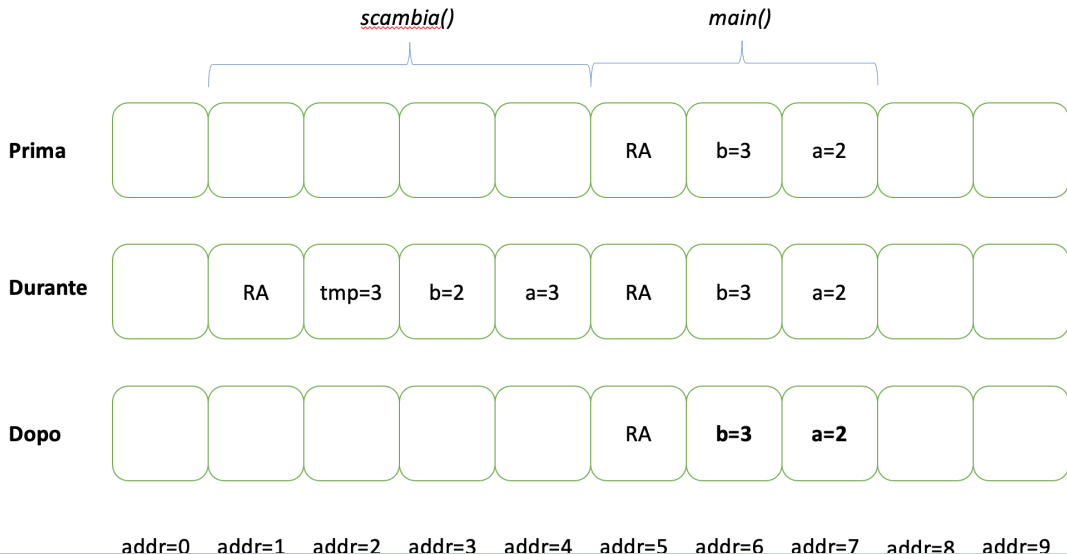 scambia() main()
Prima RA b=3 a=2
Durante RA tmp=3 b=2 a=3 RA b=3 a=2
Dopo RA b=3 a=2
addr=0 addr=1 addr=2 addr=3 addr=4 addr=5 addr=6 addr=7 addr=8 addr=9